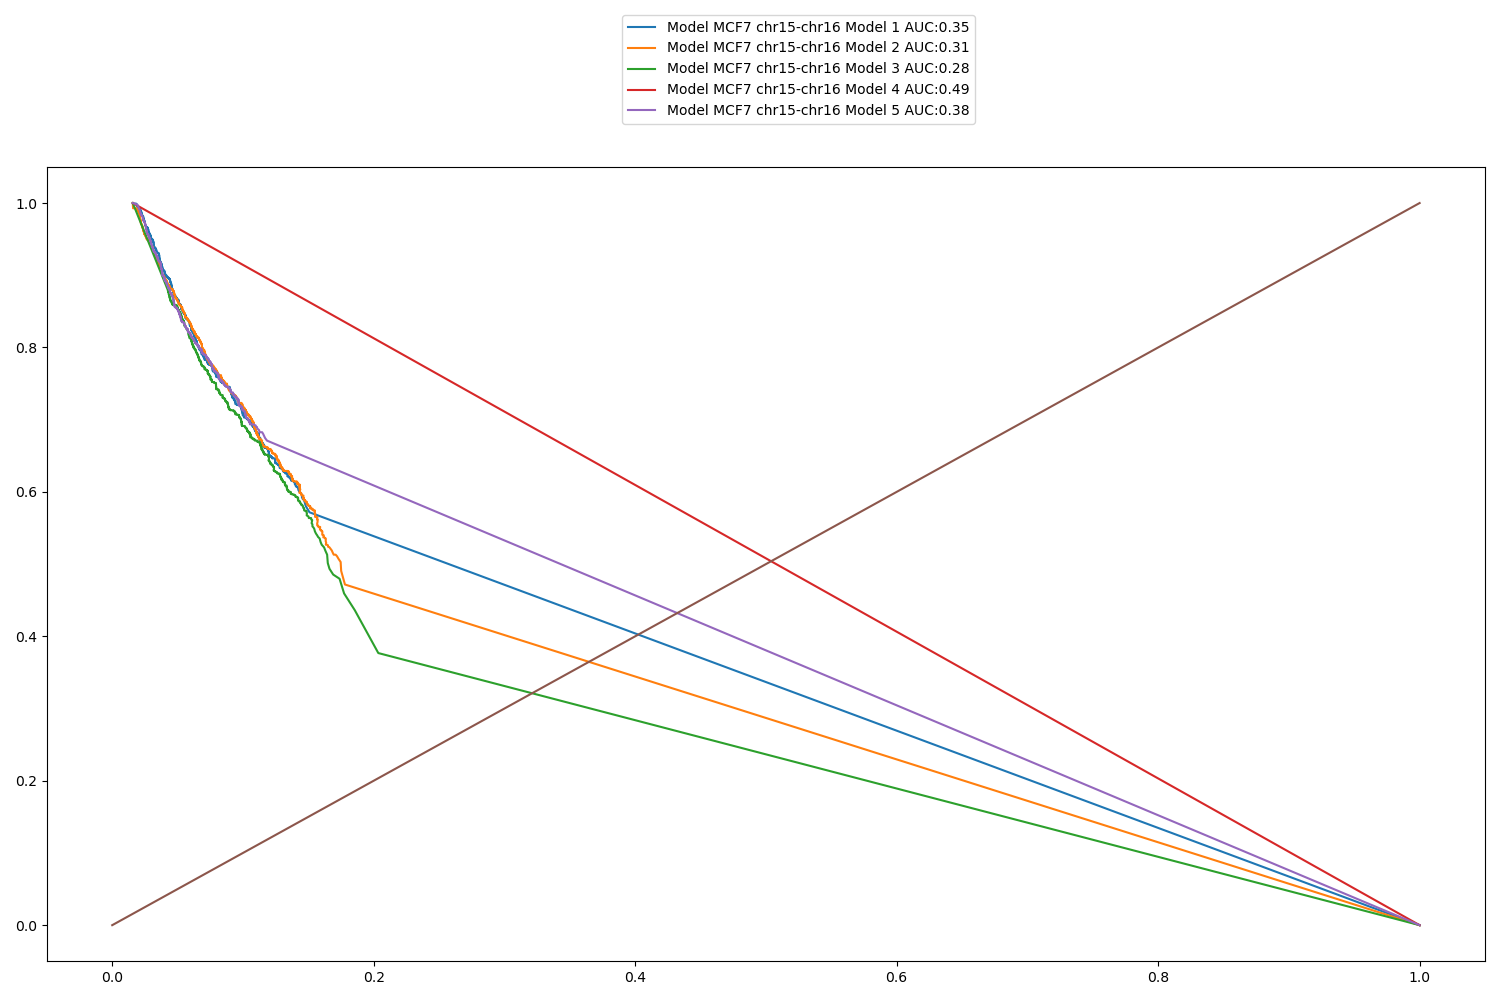 Model MCF7 chr15-chr16 Model 1 AUC:0.35
Model MCF7 chr15-chr16 Model 2 AUC:0.31
Model MCF7 chr15-chr16 Model 3 AUC:0.28
Model MCF7 chr15-chr16 Model 4 AUC:0.49
Model MCF7 chr15-chr16 Model 5 AUC:0.38
1.0
0.8
0.6
0.4
0.2
0.0
0.0 0.2 0.4 0.6 0.8 1.0